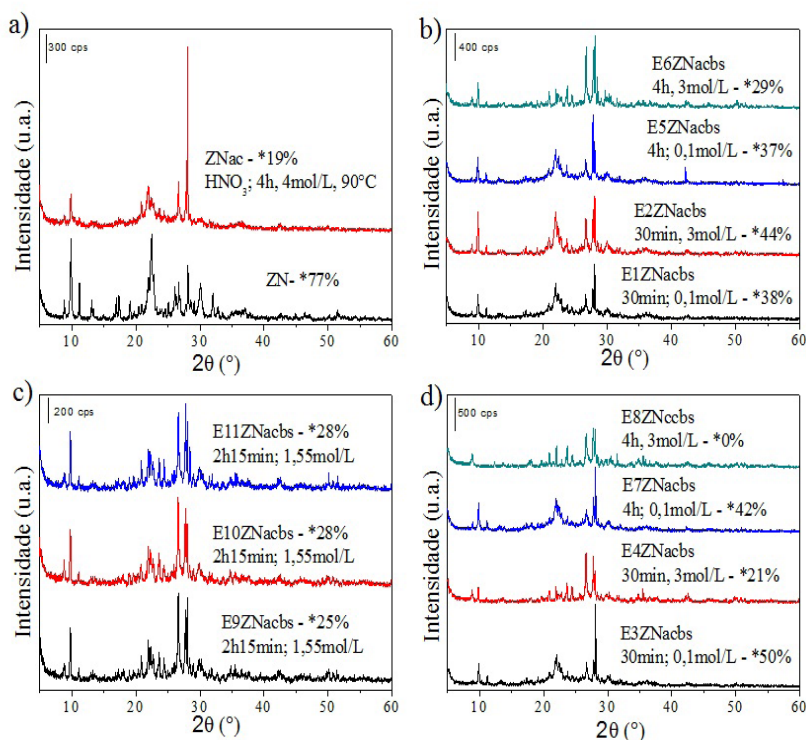 a)
300 cps
Intensidade (u.a.)
ZNac - *19%
HNO₃; 4h, 4mol/L, 90°C
ZN- *77%
10 20 30 40 50 60
2θ (°)
b)
400 cps
Intensidade (u.a.)
E6ZNacbs
4h, 3mol/L - *29%
E5ZNacbs
4h; 0,1mol/L - *37%
E2ZNacbs
30min, 3mol/L - *44%
E1ZNacbs
30min; 0,1mol/L - *38%
10 20 30 40 50 60
2θ (°)
c)
200 cps
Intensidade (u.a.)
E11ZNacbs - *28%
2h15min; 1,55mol/L
E10ZNacbs - *28%
2h15min; 1,55mol/L
E9ZNacbs - *25%
2h15min; 1,55mol/L
10 20 30 40 50 60
2θ (°)
d)
500 cps
Intensidade (u.a.)
E8ZNccbs
4h, 3mol/L - *0%
E7ZNacbs
4h; 0,1mol/L - *42%
E4ZNacbs
30min, 3mol/L - *21%
E3ZNacbs
30min; 0,1mol/L - *50%
10 20 30 40 50 60
2θ (°)